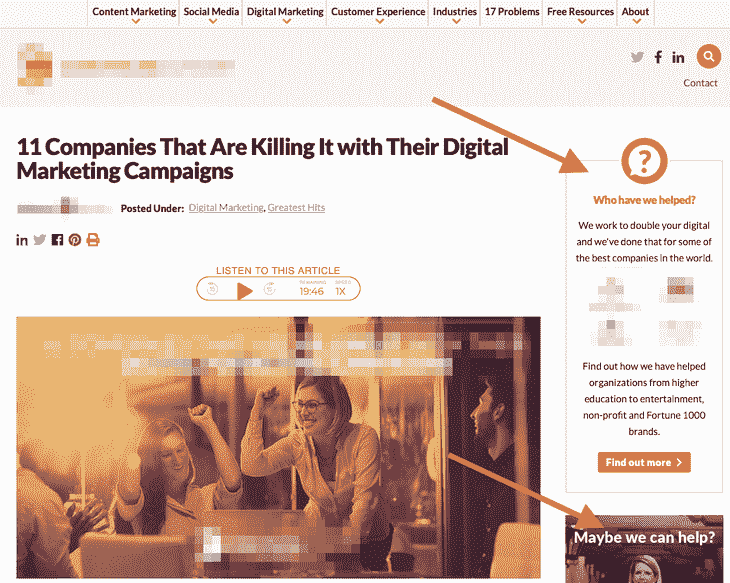 Content Marketing Social Media Digital Marketing Customer Experience Industries 17 Problems Free Resources About
Contact
11 Companies That Are Killing It with Their Digital
Marketing Campaigns
Posted Under: Digital Marketing, Greatest Hits
LISTEN TO THIS ARTICLE
REMAINING
19:46
SPEED
1X
?
Who have we helped?
We work to double your digital
and we've done that for some of
the best companies in the world.
Find out how we have helped
organizations from higher
education to entertainment,
non-profit and Fortune 1000
brands.
Find out more
Maybe we can help?